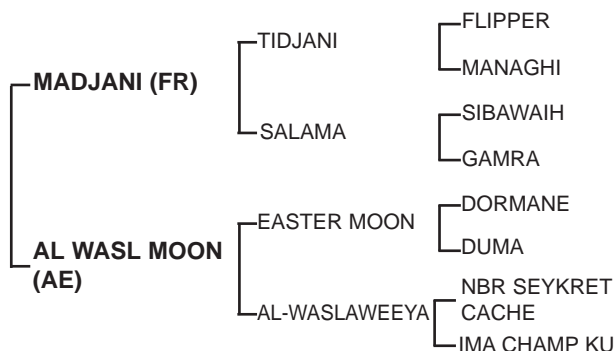 FLIPPER
TIDJANI
MANAGHI
MADJANI (FR)
SIBAWAIH
SALAMA
GAMRA
DORMANE
EASTER MOON
DUMA
AL WASL MOON
(AE)
NBR SEYKRET
CACHE
AL-WASLAWEEYA
IMA CHAMP KU